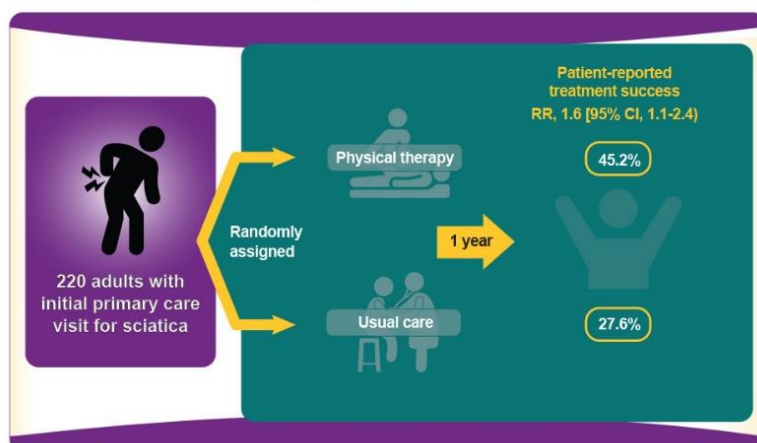 220 adults with
initial primary care
visit for sciatica
Randomly
assigned
Physical therapy
Usual care
1 year
Patient-reported
treatment success
RR, 1.6 [95% CI, 1.1-2.4)
45.2%
27.6%